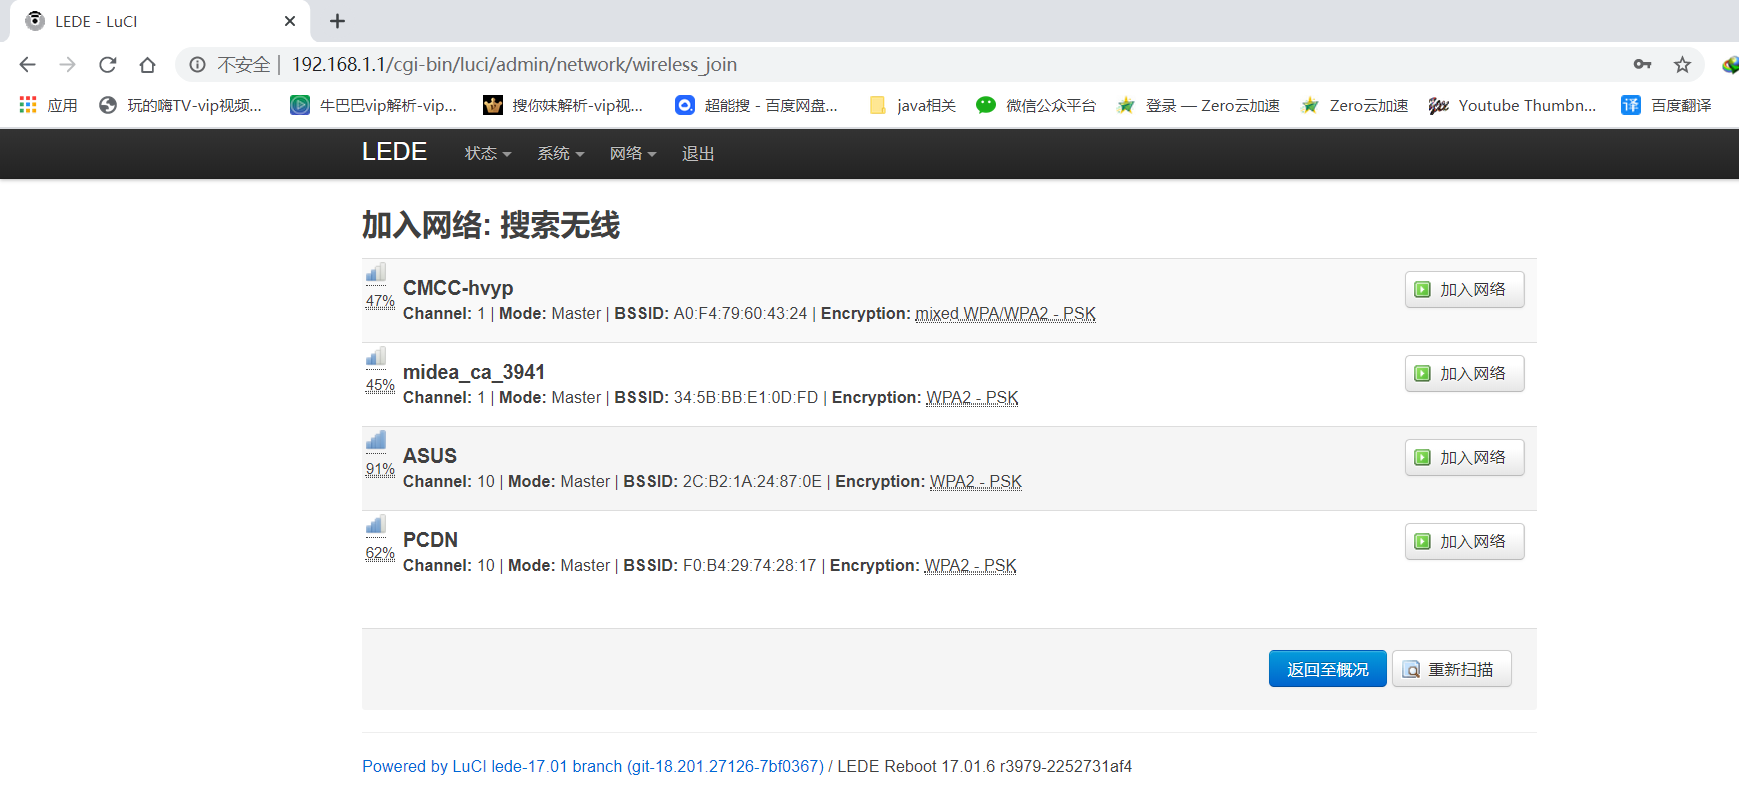 LEDE - LuCI
不安全 | 192.168.1.1/cgi-bin/luci/admin/network/wireless_join
应用 玩的嗨TV-vip视频... 牛巴巴vip解析-vip... 搜你妹解析-vip视... 超能搜 - 百度网盘... java相关 微信公众平台 登录 — Zero云加速 Zero云加速 Youtube Thumbn... 百度翻译
LEDE 状态 系统 网络 退出
加入网络: 搜索无线
CMCC-hvyp
47% Channel: 1 | Mode: Master | BSSID: A0:F4:79:60:43:24 | Encryption: mixed WPA/WPA2 - PSK
加入网络
midea_ca_3941
45% Channel: 1 | Mode: Master | BSSID: 34:5B:BB:E1:0D:FD | Encryption: WPA2 - PSK
加入网络
ASUS
91% Channel: 10 | Mode: Master | BSSID: 2C:B2:1A:24:87:0E | Encryption: WPA2 - PSK
加入网络
PCDN
62% Channel: 10 | Mode: Master | BSSID: F0:B4:29:74:28:17 | Encryption: WPA2 - PSK
加入网络
返回至概况 重新扫描
Powered by LuCI lede-17.01 branch (git-18.201.27126-7bf0367) / LEDE Reboot 17.01.6 r3979-2252731af4